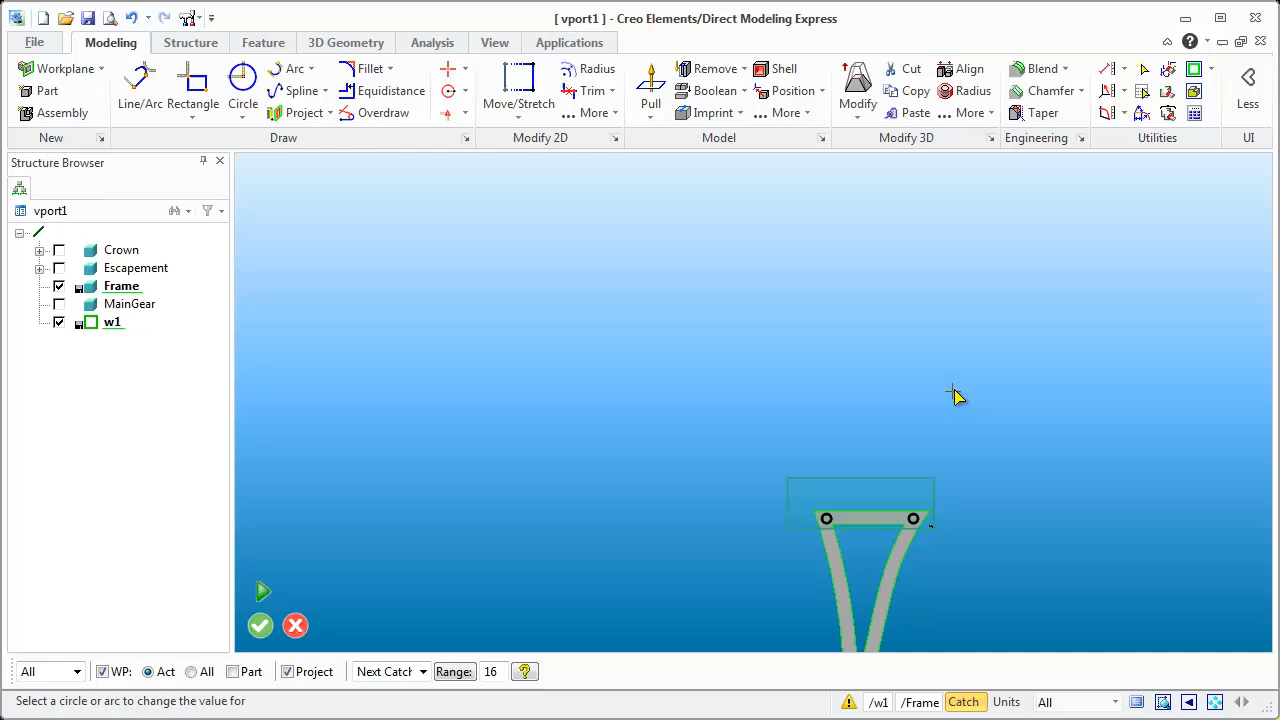 [ vport1 ] - Creo Elements/Direct Modeling Express
File Modeling Structure Feature 3D Geometry Analysis View Applications
Workplane Arc Fillet Radius Remove Shell Cut Align Blend
Part Line/Arc Rectangle Circle Spline Equidistance Move/Stretch Trim Pull Boolean Position Modify Copy Radius Chamfer Less
Assembly Project Overdraw More Imprint More Paste More Taper
New Draw Modify 2D Model Modify 3D Engineering Utilities UI
Structure Browser
vport1
Crown
Escapement
Frame
MainGear
w1
All WP: Act All Part Project Next Catch Range: 16
Select a circle or arc to change the value for /w1 /Frame Catch Units All